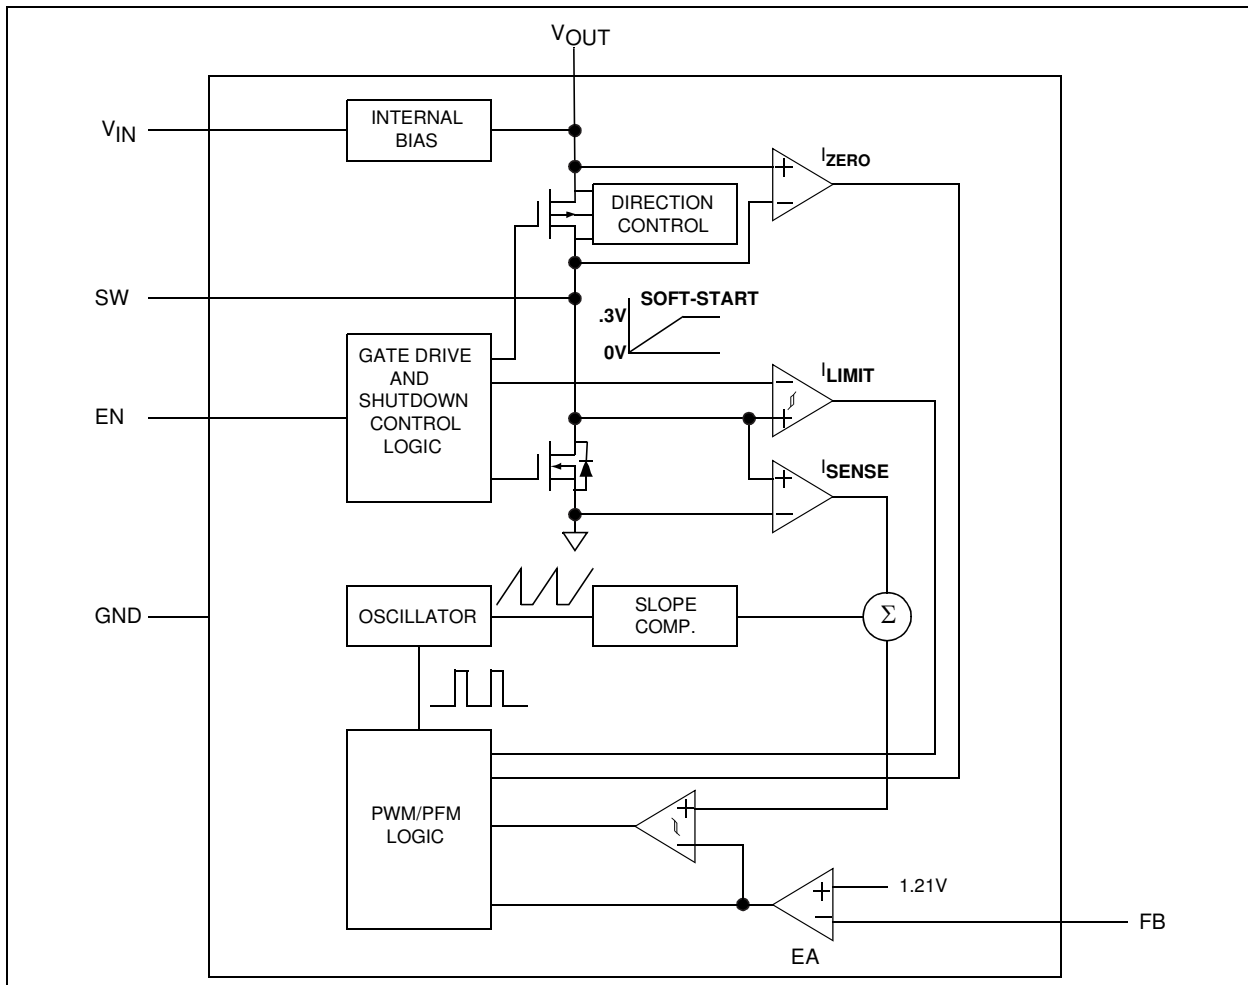 VOUT
VIN
INTERNAL
BIAS
IZERO
+
−
DIRECTION
CONTROL
SW
SOFT-START
.3V
0V
GATE DRIVE
AND
SHUTDOWN
CONTROL
LOGIC
ILIMIT
−
+
EN
ISENSE
+
−
GND
OSCILLATOR
SLOPE
COMP.
Σ
PWM/PFM
LOGIC
+
−
+
−
1.21V
FB
EA